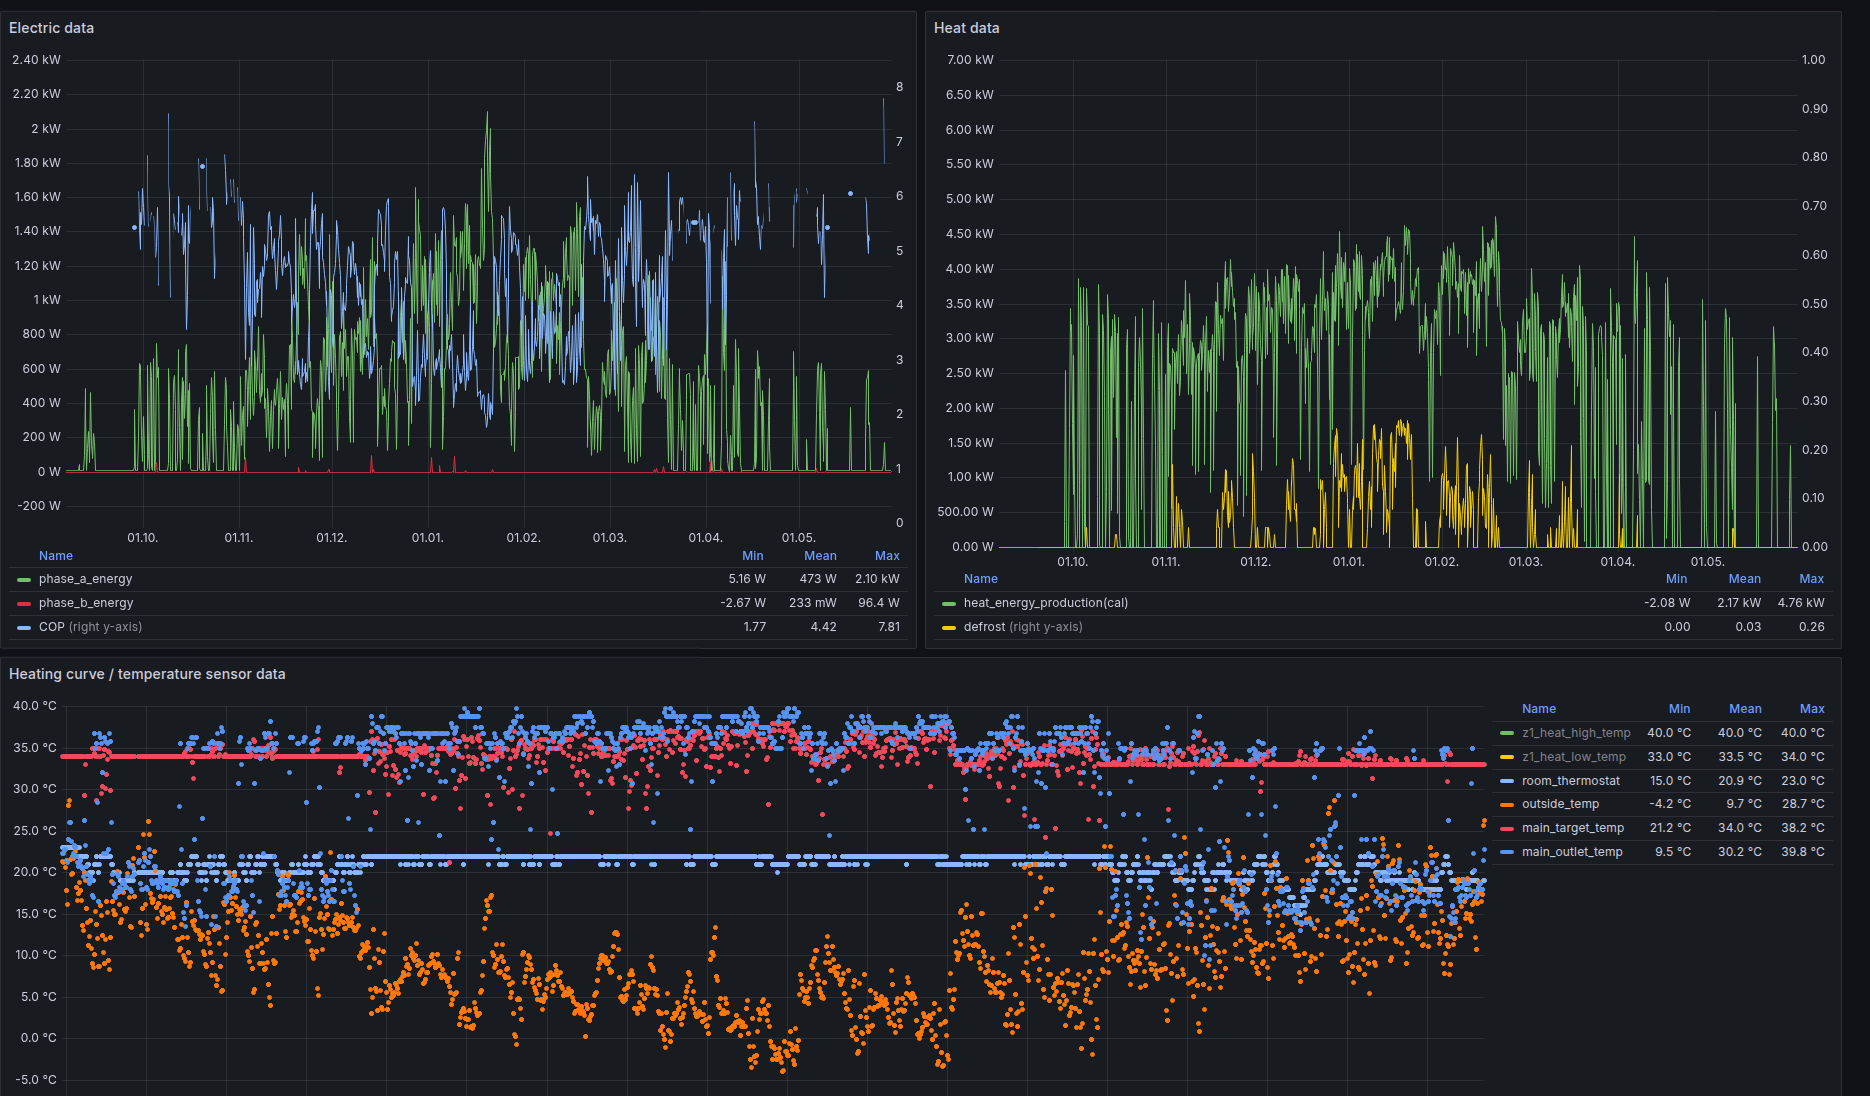 Electric data
2.40 kW
2.20 kW
2 kW
1.80 kW
1.60 kW
1.40 kW
1.20 kW
1 kW
800 W
600 W
400 W
200 W
0 W
-200 W
8
7
6
5
4
3
2
1
0
01.10. 01.11. 01.12. 01.01. 01.02. 01.03. 01.04. 01.05.
Name Min Mean Max
phase_a_energy 5.16 W 473 W 2.10 kW
phase_b_energy -2.67 W 233 mW 96.4 W
COP (right y-axis) 1.77 4.42 7.81
Heat data
7.00 kW
6.50 kW
6.00 kW
5.50 kW
5.00 kW
4.50 kW
4.00 kW
3.50 kW
3.00 kW
2.50 kW
2.00 kW
1.50 kW
1.00 kW
500.00 W
0.00 W
1.00
0.90
0.80
0.70
0.60
0.50
0.40
0.30
0.20
0.10
0.00
01.10. 01.11. 01.12. 01.01. 01.02. 01.03. 01.04. 01.05.
Name Min Mean Max
heat_energy_production(cal) -2.08 W 2.17 kW 4.76 kW
defrost (right y-axis) 0.00 0.03 0.26
Heating curve / temperature sensor data
40.0 °C
35.0 °C
30.0 °C
25.0 °C
20.0 °C
15.0 °C
10.0 °C
5.0 °C
0.0 °C
-5.0 °C
Name Min Mean Max
z1_heat_high_temp 40.0 °C 40.0 °C 40.0 °C
z1_heat_low_temp 33.0 °C 33.5 °C 34.0 °C
room_thermostat 15.0 °C 20.9 °C 23.0 °C
outside_temp -4.2 °C 9.7 °C 28.7 °C
main_target_temp 21.2 °C 34.0 °C 38.2 °C
main_outlet_temp 9.5 °C 30.2 °C 39.8 °C